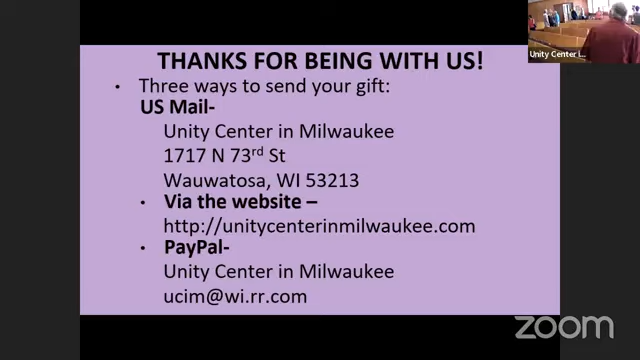 THANKS FOR BEING WITH US!
• Three ways to send your gift:
US Mail-
Unity Center in Milwaukee
1717 N 73rd St
Wauwatosa, WI 53213
• Via the website –
http://unitycenterinmilwaukee.com
• PayPal-
Unity Center in Milwaukee
ucim@wi.rr.com
Unity Center i...
zoom